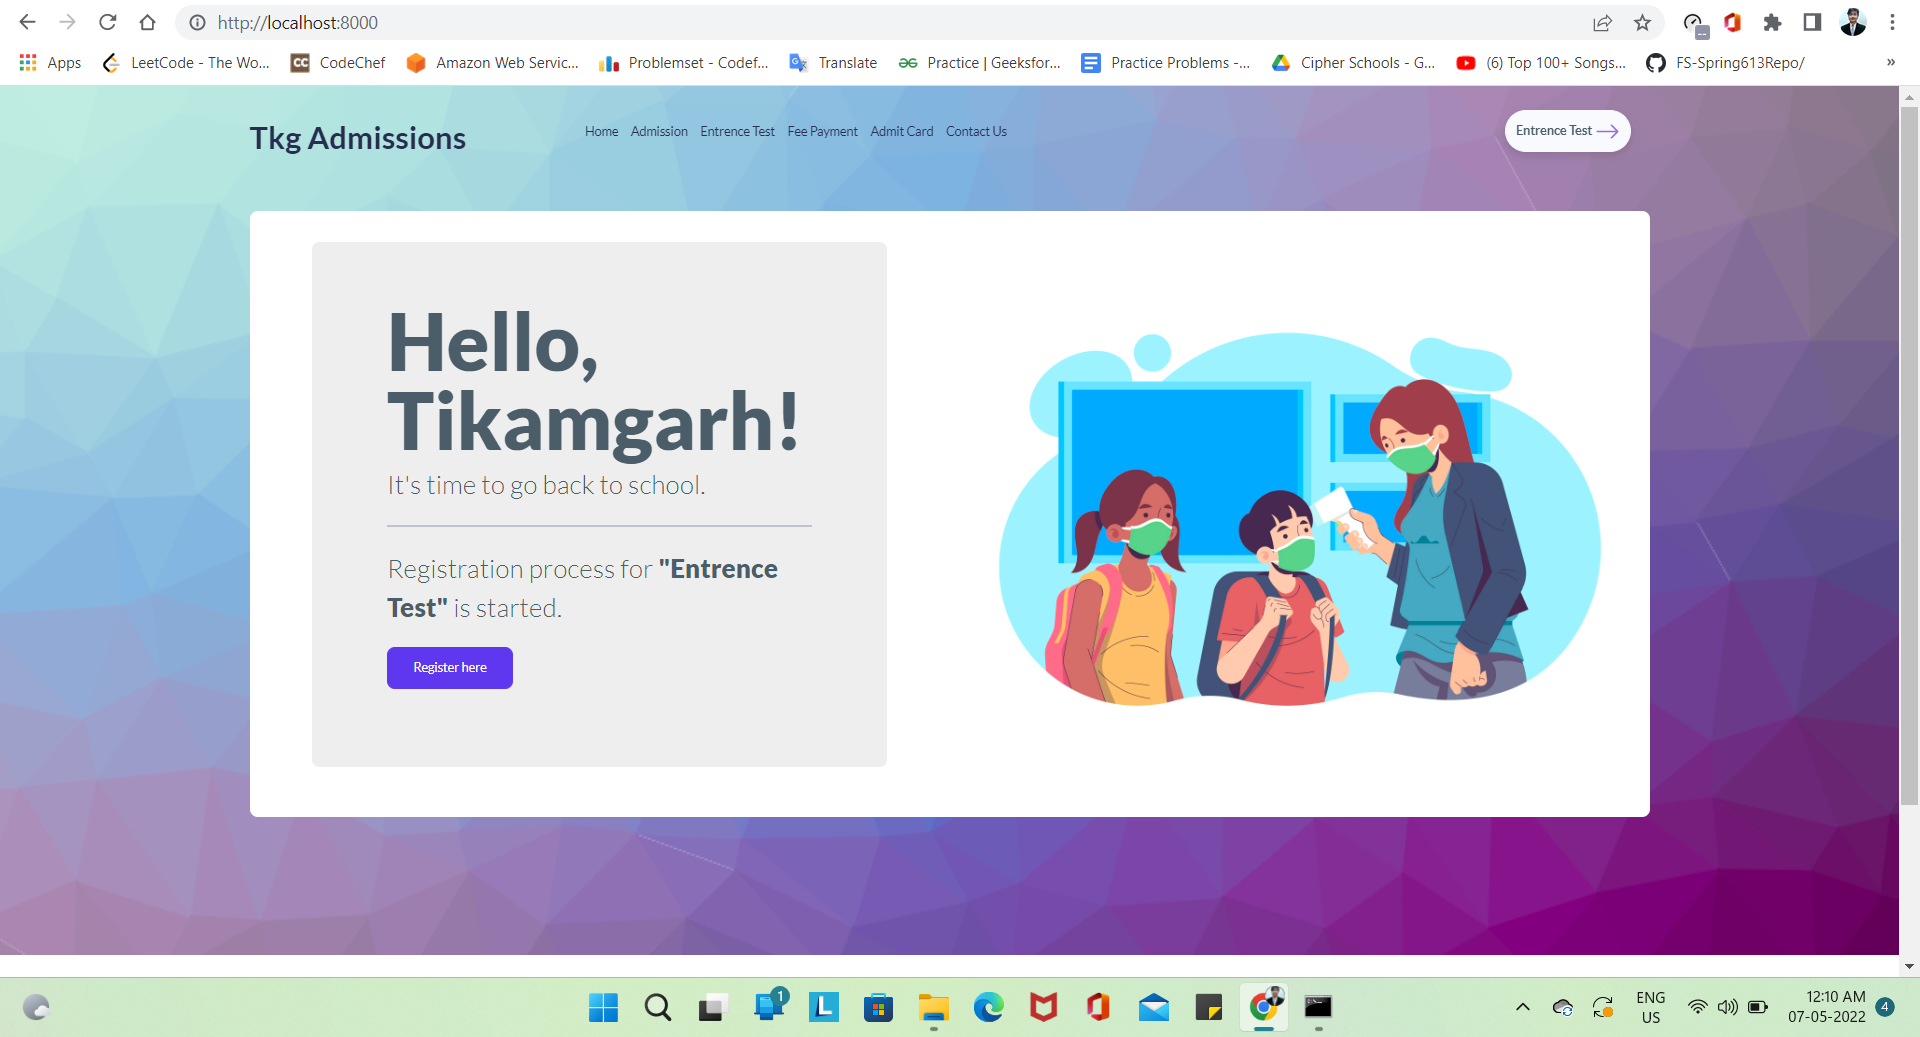 http://localhost:8000
Apps LeetCode - The Wo... CodeChef Amazon Web Servic... Problemset - Codef... Translate Practice | Geeksfor... Practice Problems -... Cipher Schools - G... (6) Top 100+ Songs... FS-Spring613Repo/ »
Tkg Admissions Home Admission Entrence Test Fee Payment Admit Card Contact Us Entrence Test
Hello,
Tikamgarh!
It's time to go back to school.
Registration process for "Entrence
Test" is started.
Register here
1
ENG
US
12:10 AM
07-05-2022
4